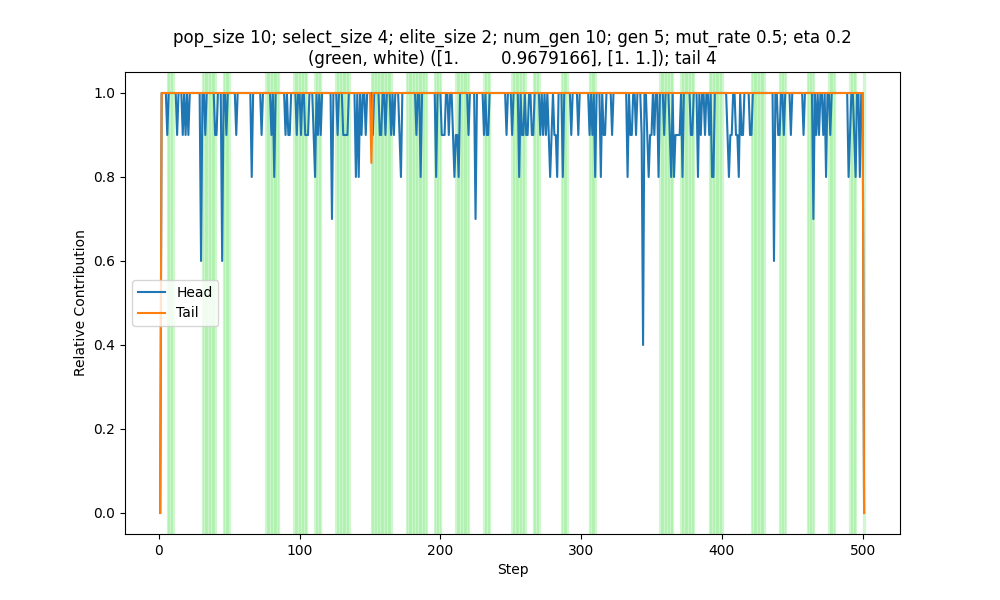 pop_size 10; select_size 4; elite_size 2; num_gen 10; gen 5; mut_rate 0.5; eta 0.2
(green, white) ([1.        0.9679166], [1. 1.]); tail 4
1.0
0.8
0.6
0.4
0.2
0.0
Relative Contribution
Head
Tail
0
100
200
300
400
500
Step